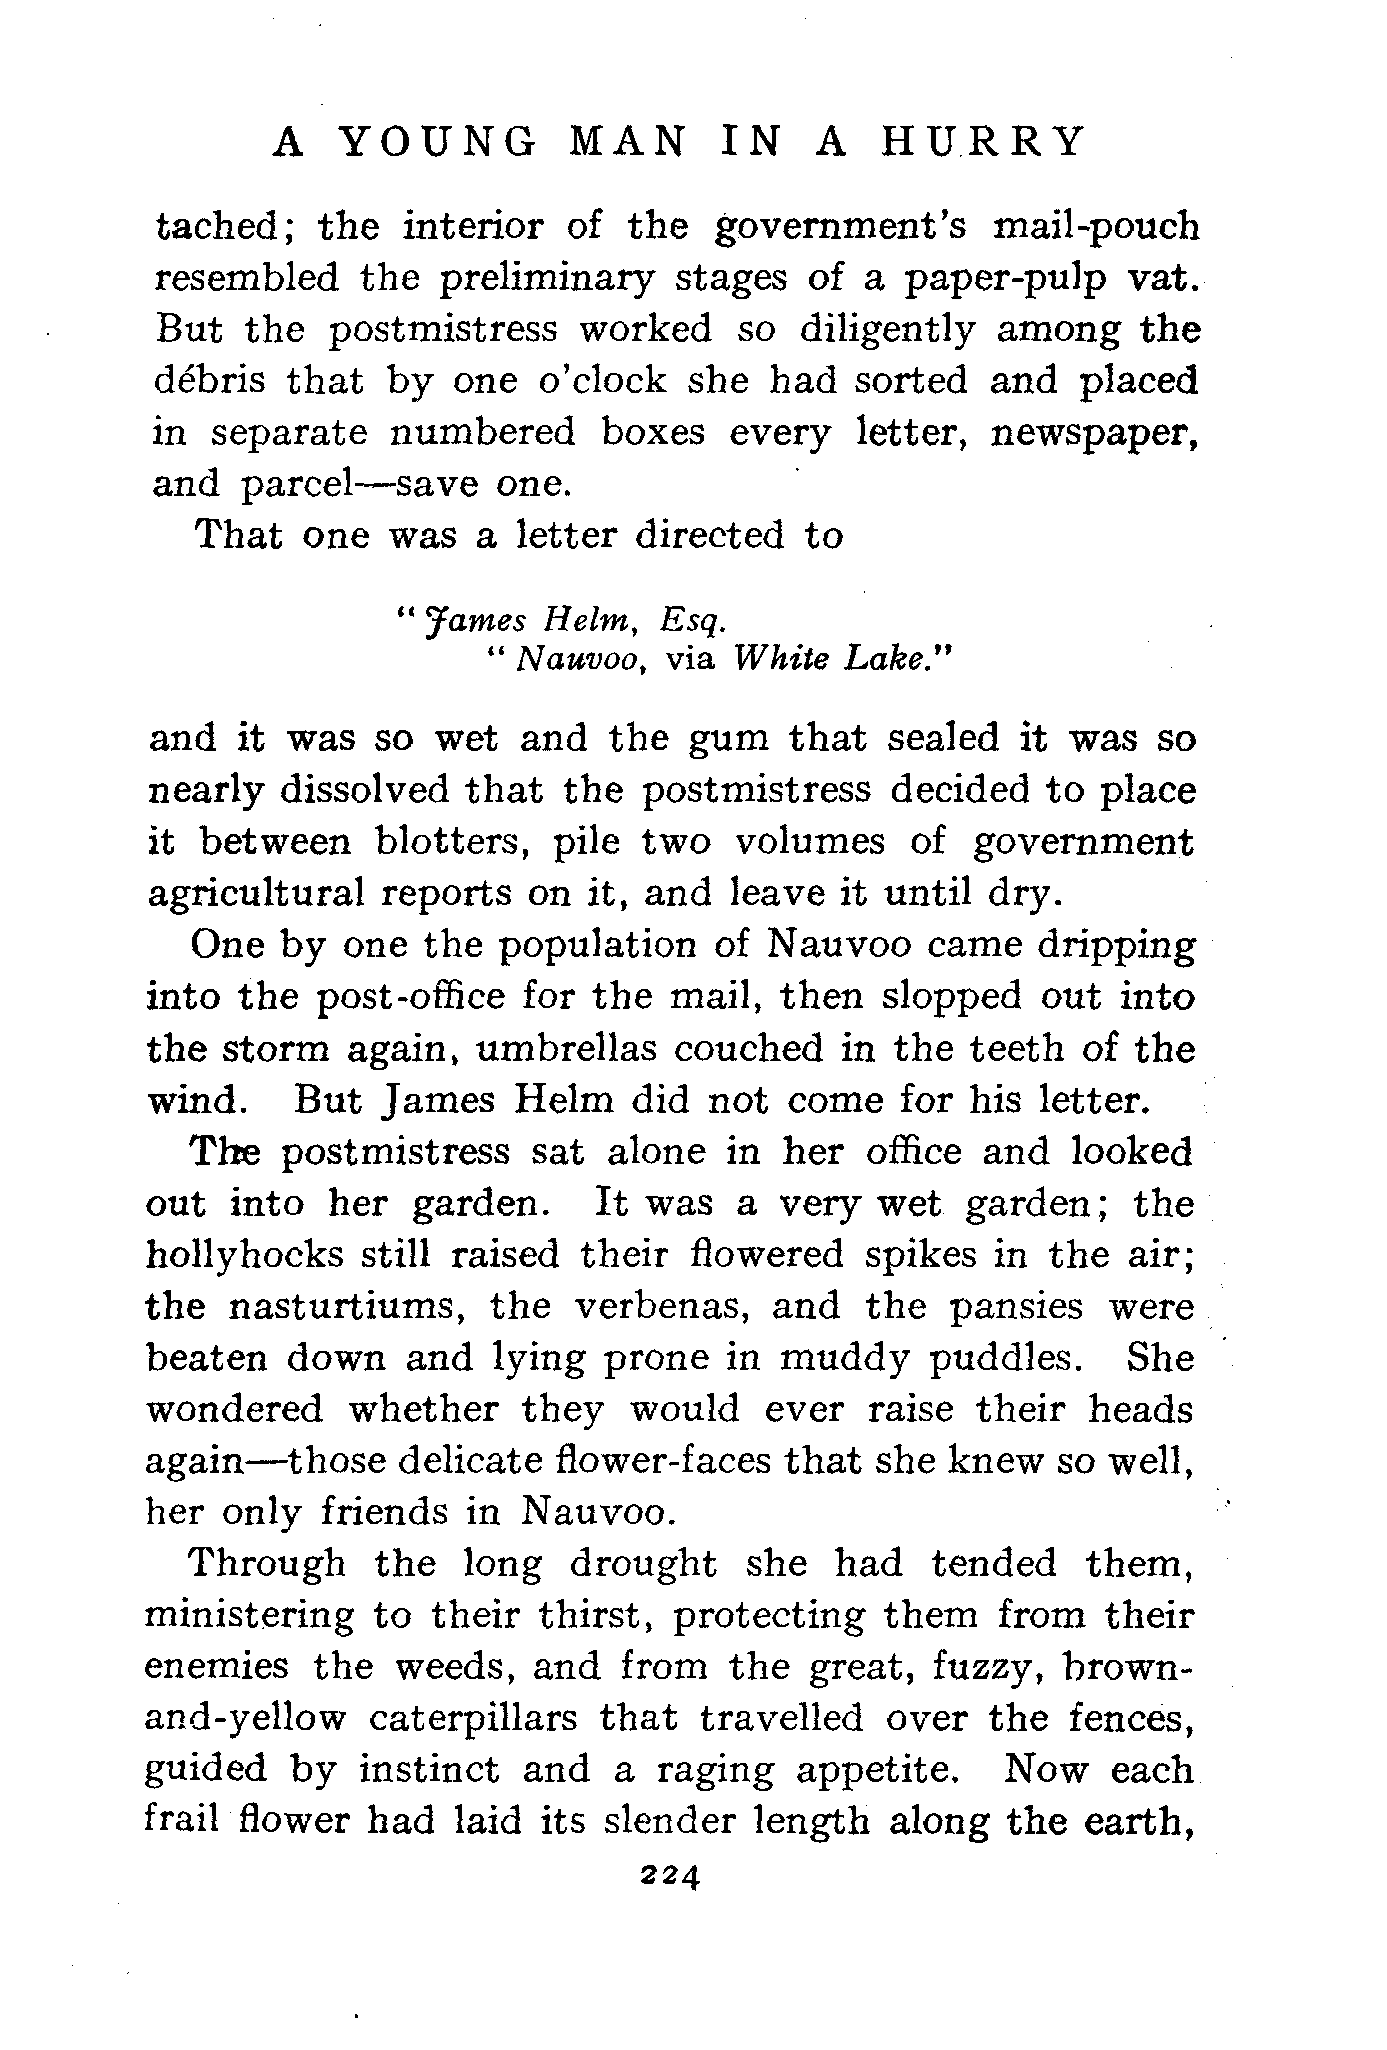 A YOUNG MAN IN A HURRY
tached; the interior of the government's mail-pouch
resembled the preliminary stages of a paper-pulp vat.
But the postmistress worked so diligently among the
débris that by one o'clock she had sorted and placed
in separate numbered boxes every letter, newspaper,
and parcel—save one.
That one was a letter directed to
"James Helm, Esq.
"Nauvoo, via White Lake."
and it was so wet and the gum that sealed it was so
nearly dissolved that the postmistress decided to place
it between blotters, pile two volumes of government
agricultural reports on it, and leave it until dry.
One by one the population of Nauvoo came dripping
into the post-office for the mail, then slopped out into
the storm again, umbrellas couched in the teeth of the
wind. But James Helm did not come for his letter.
The postmistress sat alone in her office and looked
out into her garden. It was a very wet garden; the
hollyhocks still raised their flowered spikes in the air;
the nasturtiums, the verbenas, and the pansies were
beaten down and lying prone in muddy puddles. She
wondered whether they would ever raise their heads
again—those delicate flower-faces that she knew so well,
her only friends in Nauvoo.
Through the long drought she had tended them,
ministering to their thirst, protecting them from their
enemies the weeds, and from the great, fuzzy, brown-
and-yellow caterpillars that travelled over the fences,
guided by instinct and a raging appetite. Now each
frail flower had laid its slender length along the earth,
224